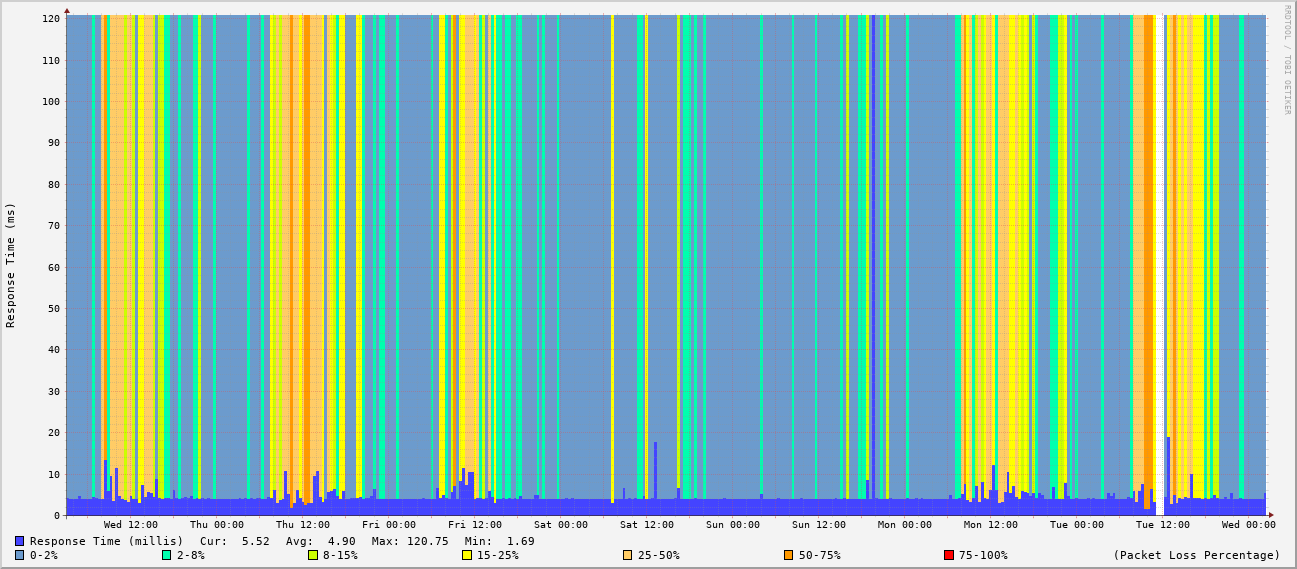 RRDTOOL / TOBI OETIKER
Response Time (ms)
120
110
100
90
80
70
60
50
40
30
20
10
0
Wed 12:00 Thu 00:00 Thu 12:00 Fri 00:00 Fri 12:00 Sat 00:00 Sat 12:00 Sun 00:00 Sun 12:00 Mon 00:00 Mon 12:00 Tue 00:00 Tue 12:00 Wed 00:00
Response Time (millis) Cur: 5.52 Avg: 4.90 Max: 120.75 Min: 1.69
0-2% 2-8% 8-15% 15-25% 25-50% 50-75% 75-100% (Packet Loss Percentage)